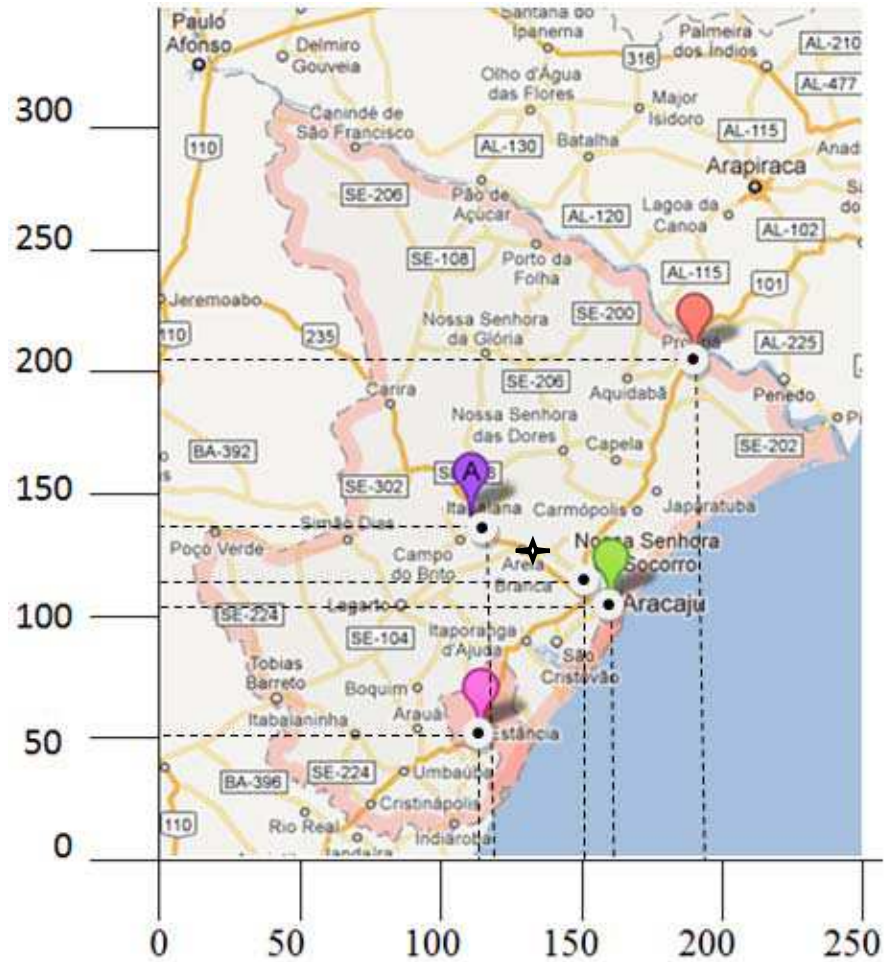 Paulo
Afonso
Delmiro
Gouveia
Santana do
Ipanema
316
Palmeira
dos Índios
AL-210
AL-477
Olho d'Água
das Flores
Major
Isidoro
AL-115
300
Canindé de
São Francisco
110
AL-130
Batalha
Arapiraca
SE-206
Pão de
Açúcar
AL-120
Lagoa da
Canoa
AL-102
250
SE-108
Porto da
Folha
AL-115
101
Jeremoabo
110
235
Nossa Senhora
da Glória
SE-200
AL-225
200
Carira
SE-206
Aquidabã
Penedo
Nossa Senhora
das Dores
Capela
SE-202
BA-392
A
150
SE-302
Carmópolis
Japaratuba
Simão Dias
Poço Verde
Campo
do Brito
Areia
Branca
Nossa Senhora
Socorro
100
SE-224
Lagarto
Aracaju
SE-104
Itaporanga
d'Ajuda
São
Cristóvão
Tobias
Barreto
Boquim
Itabaianinha
Arauá
Estância
50
BA-396
SE-224
Umbaúba
Cristinápolis
110
Rio Real
Indiaroba
Jandaíra
0
0 50 100 150 200 250